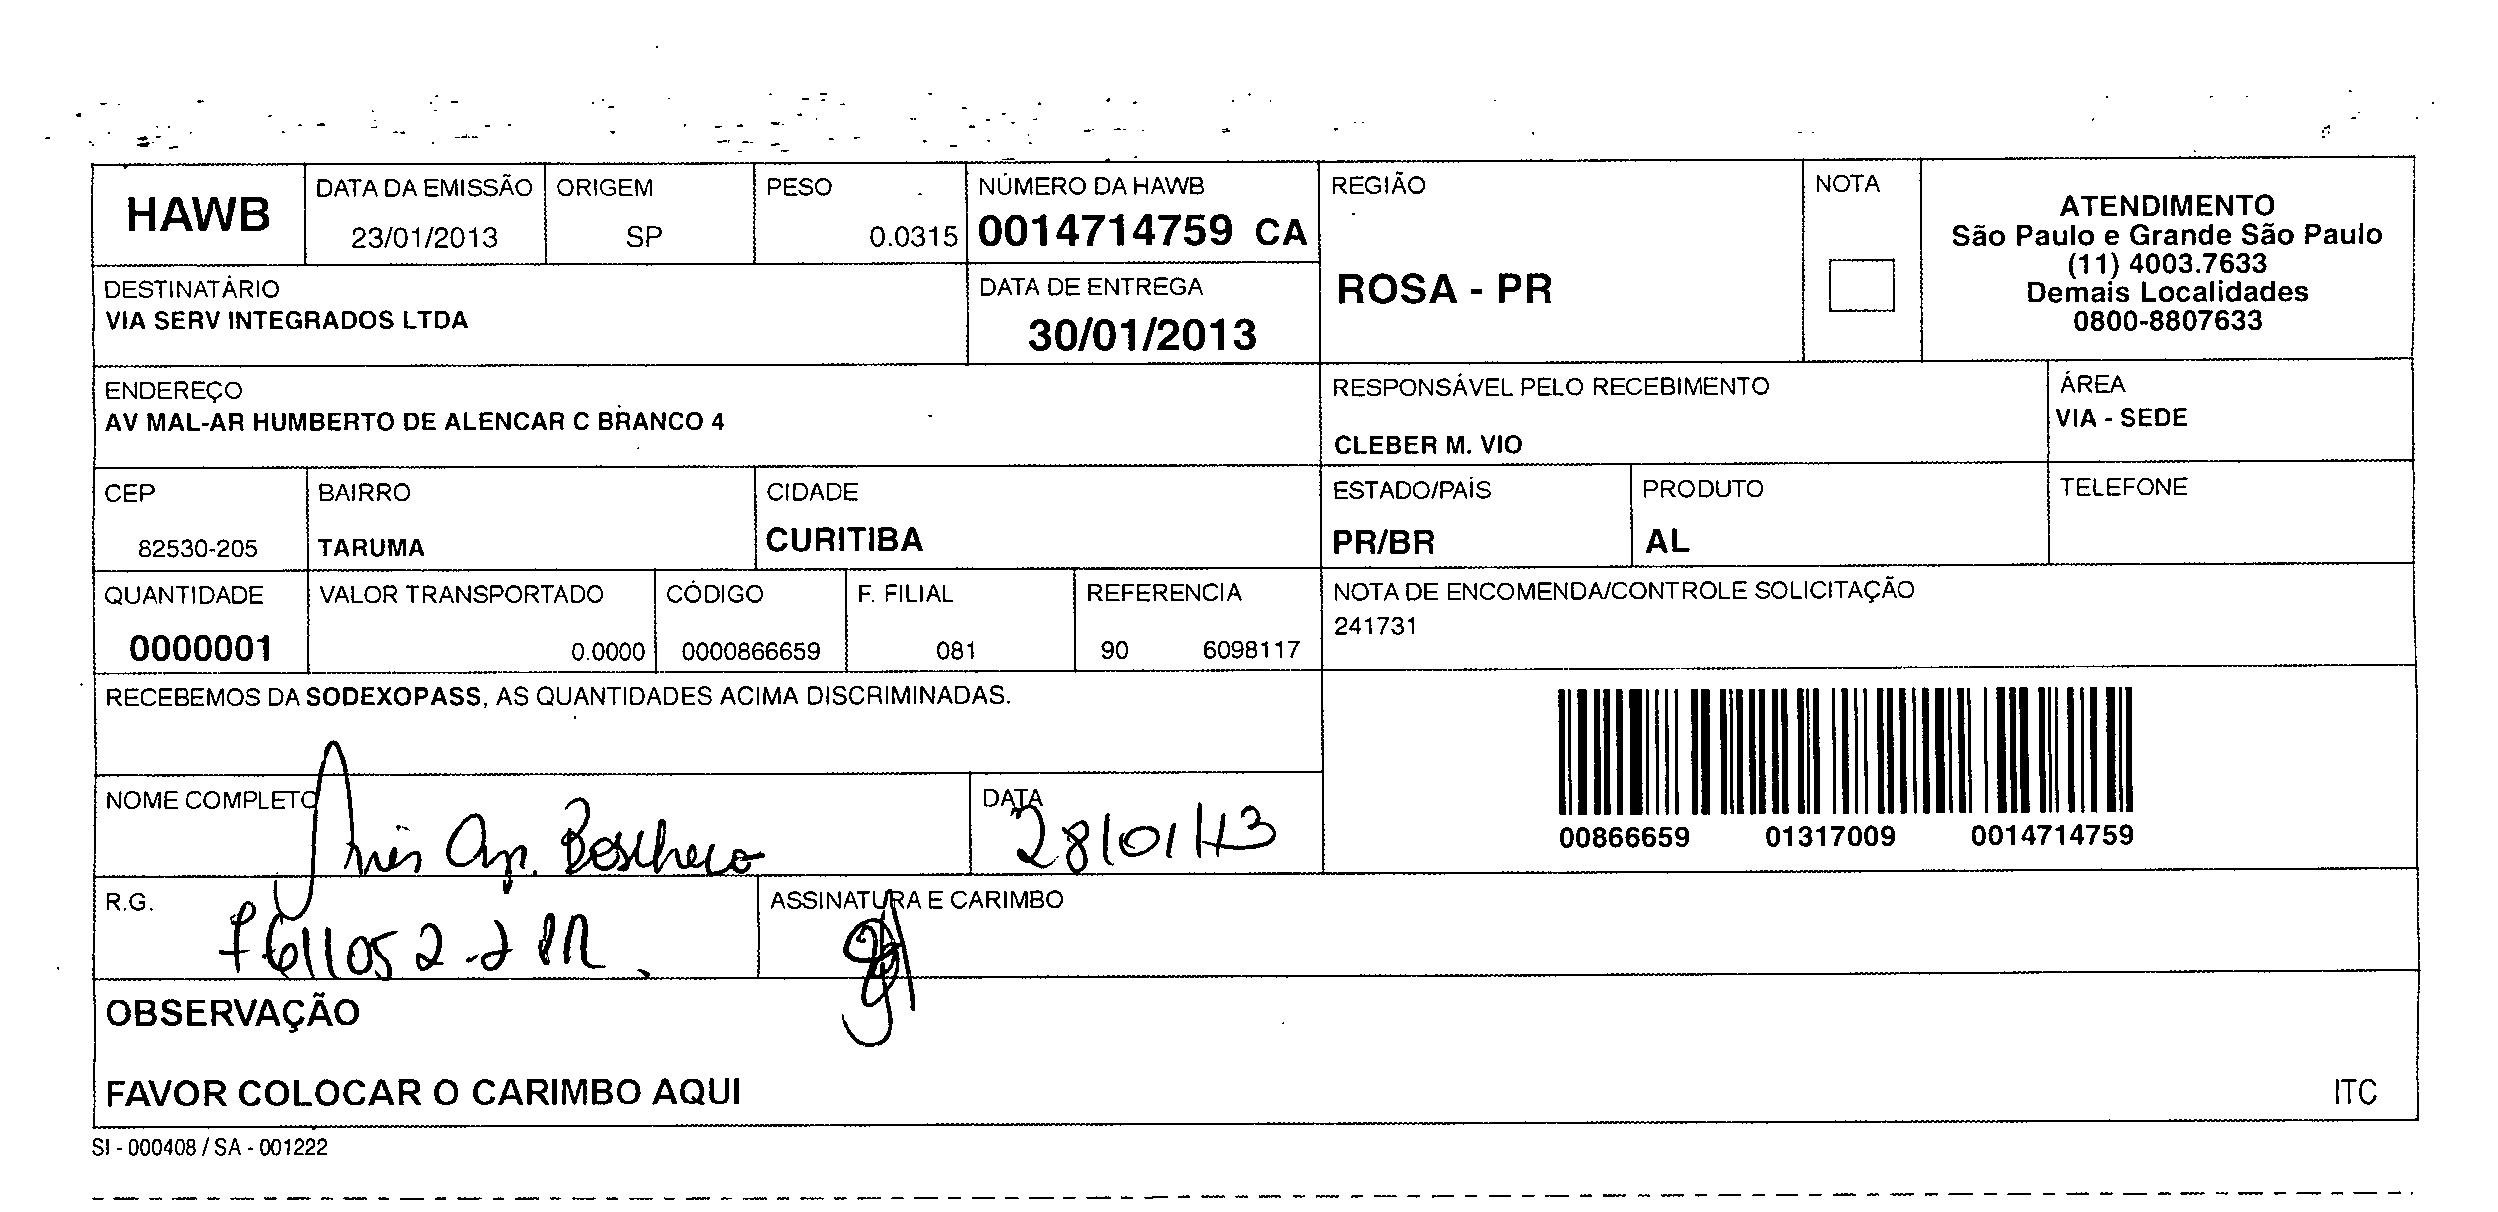 HAWB
DATA DA EMISSÃO
23/01/2013
ORIGEM
SP
PESO
0.0315
NÚMERO DA HAWB
0014714759 CA
REGIÃO
ROSA - PR
NOTA
ATENDIMENTO
São Paulo e Grande São Paulo
(11) 4003.7633
Demais Localidades
0800-8807633
DESTINATÁRIO
VIA SERV INTEGRADOS LTDA
DATA DE ENTREGA
30/01/2013
ENDEREÇO
AV MAL-AR HUMBERTO DE ALENCAR C BRANCO 4
RESPONSÁVEL PELO RECEBIMENTO
CLEBER M. VIO
ÁREA
VIA - SEDE
CEP
82530-205
BAIRRO
TARUMA
CIDADE
CURITIBA
ESTADO/PAÍS
PR/BR
PRODUTO
AL
TELEFONE
QUANTIDADE
0000001
VALOR TRANSPORTADO
0.0000
CÓDIGO
0000866659
F. FILIAL
081
REFERENCIA
90 6098117
NOTA DE ENCOMENDA/CONTROLE SOLICITAÇÃO
241731
RECEBEMOS DA SODEXOPASS, AS QUANTIDADES ACIMA DISCRIMINADAS.
00866659 01317009 0014714759
NOME COMPLETO
Inês Ap.
DATA
28/01/13
R.G.
7611052-2 PR.
ASSINATURA E CARIMBO
OBSERVAÇÃO
FAVOR COLOCAR O CARIMBO AQUI
ITC
SI - 000408 / SA - 001222